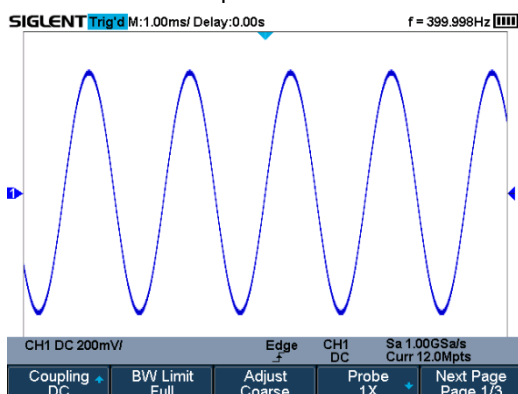 SIGLENT Trig'd M:1.00ms/ Delay:0.00s f = 399.998Hz
1
CH1 DC 200mV/ Edge CH1 DC Sa 1.00GSa/s Curr 12.0Mpts
Coupling DC BW Limit Full Adjust Coarse Probe 1X Next Page Page 1/3